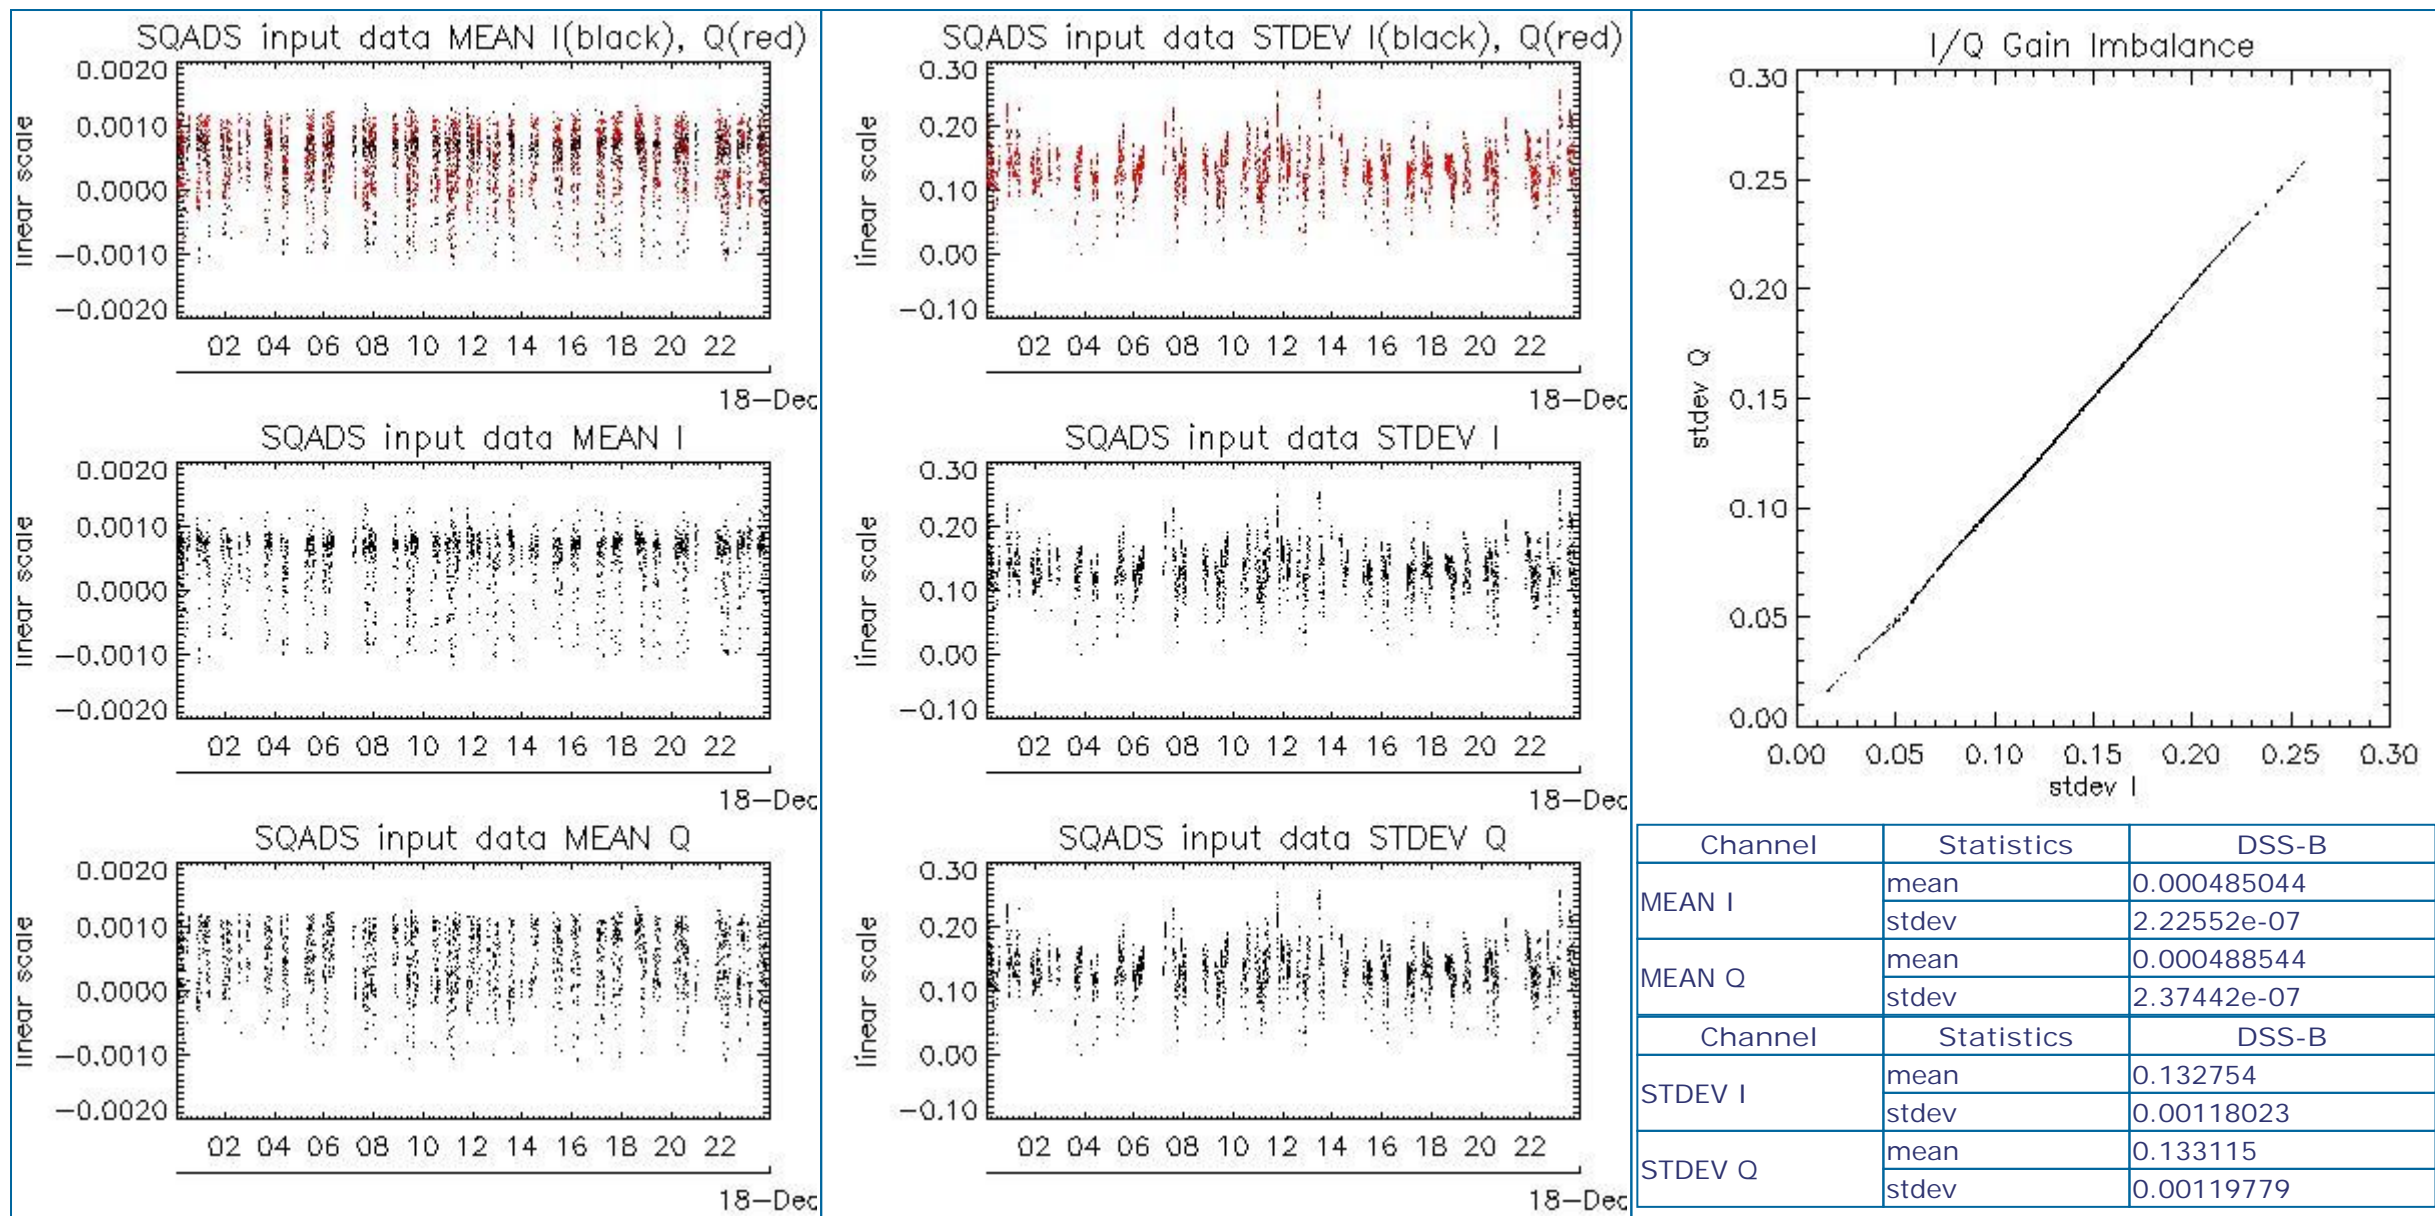 SQADS input data MEAN I(black), Q(red)
linear scale
0.0020
0.0010
0.0000
−0.0010
−0.0020
02 04 06 08 10 12 14 16 18 20 22
18−Dec
SQADS input data MEAN I
linear scale
0.0020
0.0010
0.0000
−0.0010
−0.0020
02 04 06 08 10 12 14 16 18 20 22
18−Dec
SQADS input data MEAN Q
linear scale
0.0020
0.0010
0.0000
−0.0010
−0.0020
02 04 06 08 10 12 14 16 18 20 22
18−Dec
SQADS input data STDEV I(black), Q(red)
linear scale
0.30
0.20
0.10
0.00
−0.10
02 04 06 08 10 12 14 16 18 20 22
18−Dec
SQADS input data STDEV I
linear scale
0.30
0.20
0.10
0.00
−0.10
02 04 06 08 10 12 14 16 18 20 22
18−Dec
SQADS input data STDEV Q
linear scale
0.30
0.20
0.10
0.00
−0.10
02 04 06 08 10 12 14 16 18 20 22
18−Dec
I/Q Gain Imbalance
stdev Q
0.30
0.25
0.20
0.15
0.10
0.05
0.00
0.00 0.05 0.10 0.15 0.20 0.25 0.30
stdev I
Channel Statistics DSS-B
MEAN I
mean 0.000485044
stdev 2.22552e-07
MEAN Q
mean 0.000488544
stdev 2.37442e-07
Channel Statistics DSS-B
STDEV I
mean 0.132754
stdev 0.00118023
STDEV Q
mean 0.133115
stdev 0.00119779